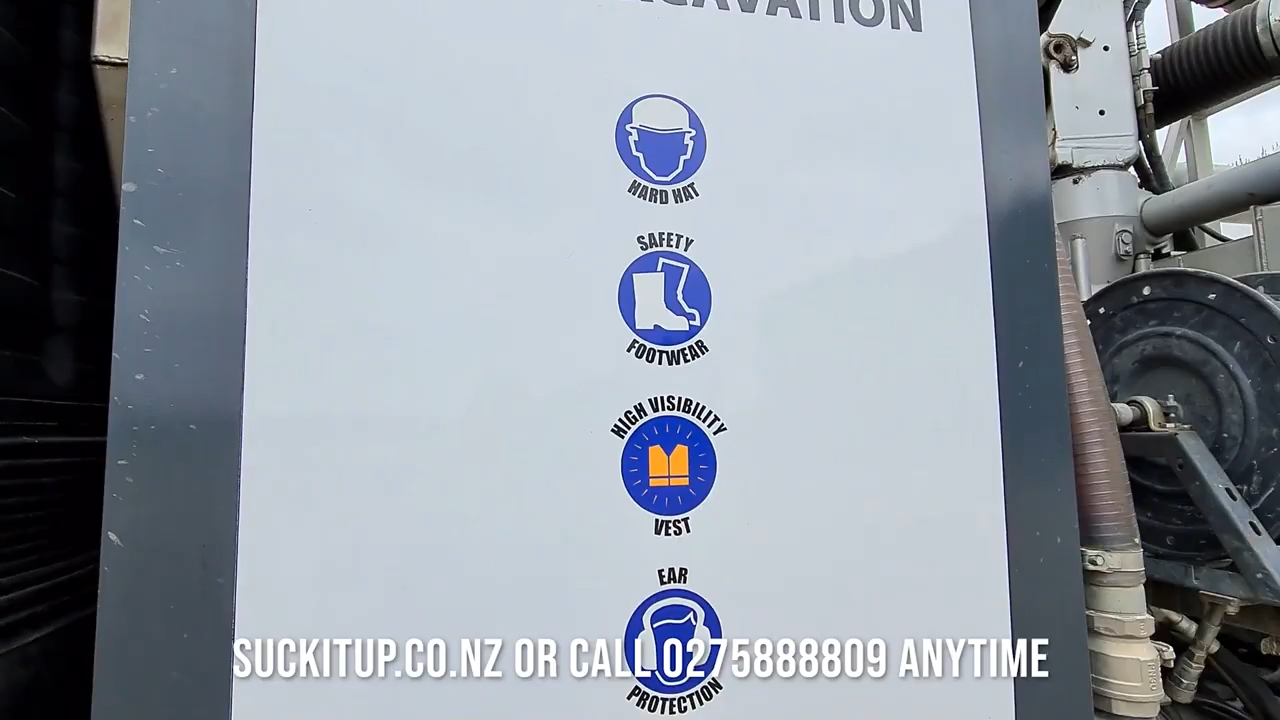 HARD HAT
SAFETY
FOOTWEAR
HIGH VISIBILITY
VEST
EAR
PROTECTION
SUCKITUP.CO.NZ OR CALL 0275888809 ANYTIME